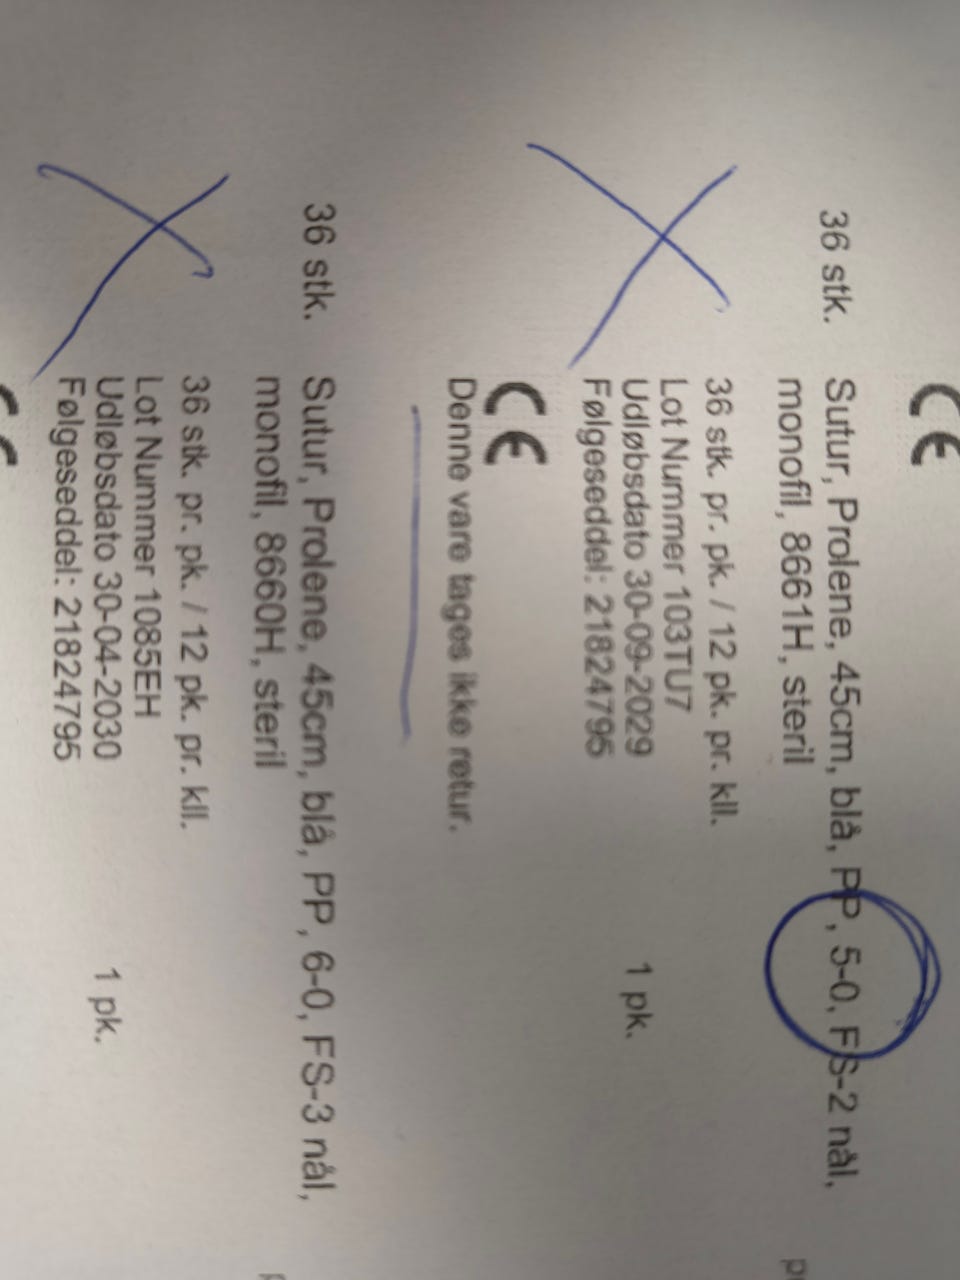 CE
36 stk. Sutur, Prolene, 45cm, blå, PP, 5-0, FS-2 nål,
monofil, 8661H, steril
36 stk. pr. pk. / 12 pk. pr. kll.
Lot Nummer 103TU7
Udløbsdato 30-09-2029 1 pk.
Følgeseddel: 21824795
CE
Denne vare tages ikke retur.
36 stk. Sutur, Prolene, 45cm, blå, PP, 6-0, FS-3 nål,
monofil, 8660H, steril
36 stk. pr. pk. / 12 pk. pr. kll.
Lot Nummer 1085EH
Udløbsdato 30-04-2030 1 pk.
Følgeseddel: 21824795
CE